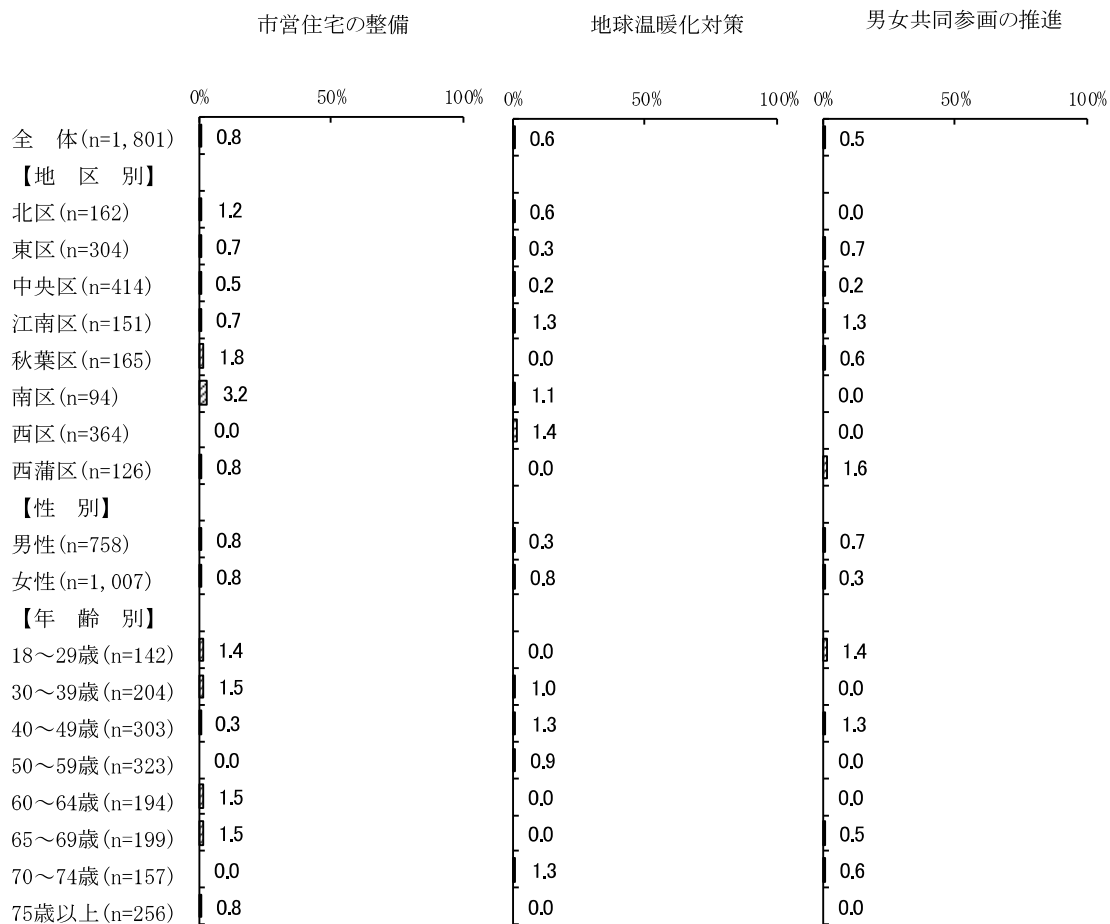 市営住宅の整備 地球温暖化対策 男女共同参画の推進
0% 50% 100% 0% 50% 100% 0% 50% 100%
全　体(n=1,801) 0.8 0.6 0.5
【地　区　別】
北区(n=162) 1.2 0.6 0.0
東区(n=304) 0.7 0.3 0.7
中央区(n=414) 0.5 0.2 0.2
江南区(n=151) 0.7 1.3 1.3
秋葉区(n=165) 1.8 0.0 0.6
南区(n=94) 3.2 1.1 0.0
西区(n=364) 0.0 1.4 0.0
西蒲区(n=126) 0.8 0.0 1.6
【性　別】
男性(n=758) 0.8 0.3 0.7
女性(n=1,007) 0.8 0.8 0.3
【年　齢　別】
18～29歳(n=142) 1.4 0.0 1.4
30～39歳(n=204) 1.5 1.0 0.0
40～49歳(n=303) 0.3 1.3 1.3
50～59歳(n=323) 0.0 0.9 0.0
60～64歳(n=194) 1.5 0.0 0.0
65～69歳(n=199) 1.5 0.0 0.5
70～74歳(n=157) 0.0 1.3 0.6
75歳以上(n=256) 0.8 0.0 0.0